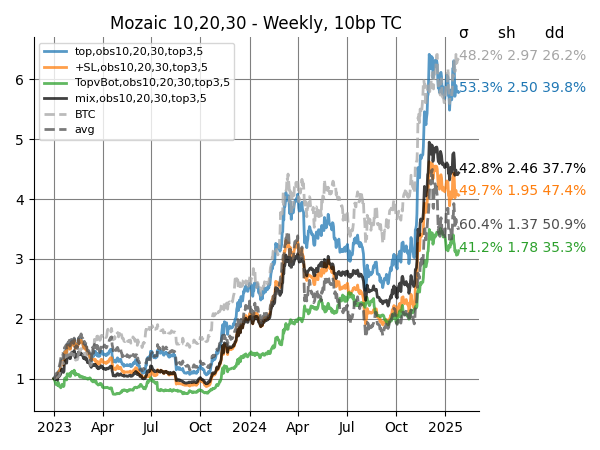 Mozaic 10,20,30 - Weekly, 10bp TC
σ sh dd
top,obs10,20,30,top3,5
+SL,obs10,20,30,top3,5
TopvBot,obs10,20,30,top3,5
mix,obs10,20,30,top3,5
BTC
avg
48.2% 2.97 26.2%
53.3% 2.50 39.8%
42.8% 2.46 37.7%
49.7% 1.95 47.4%
60.4% 1.37 50.9%
41.2% 1.78 35.3%
6
5
4
3
2
1
2023 Apr Jul Oct 2024 Apr Jul Oct 2025